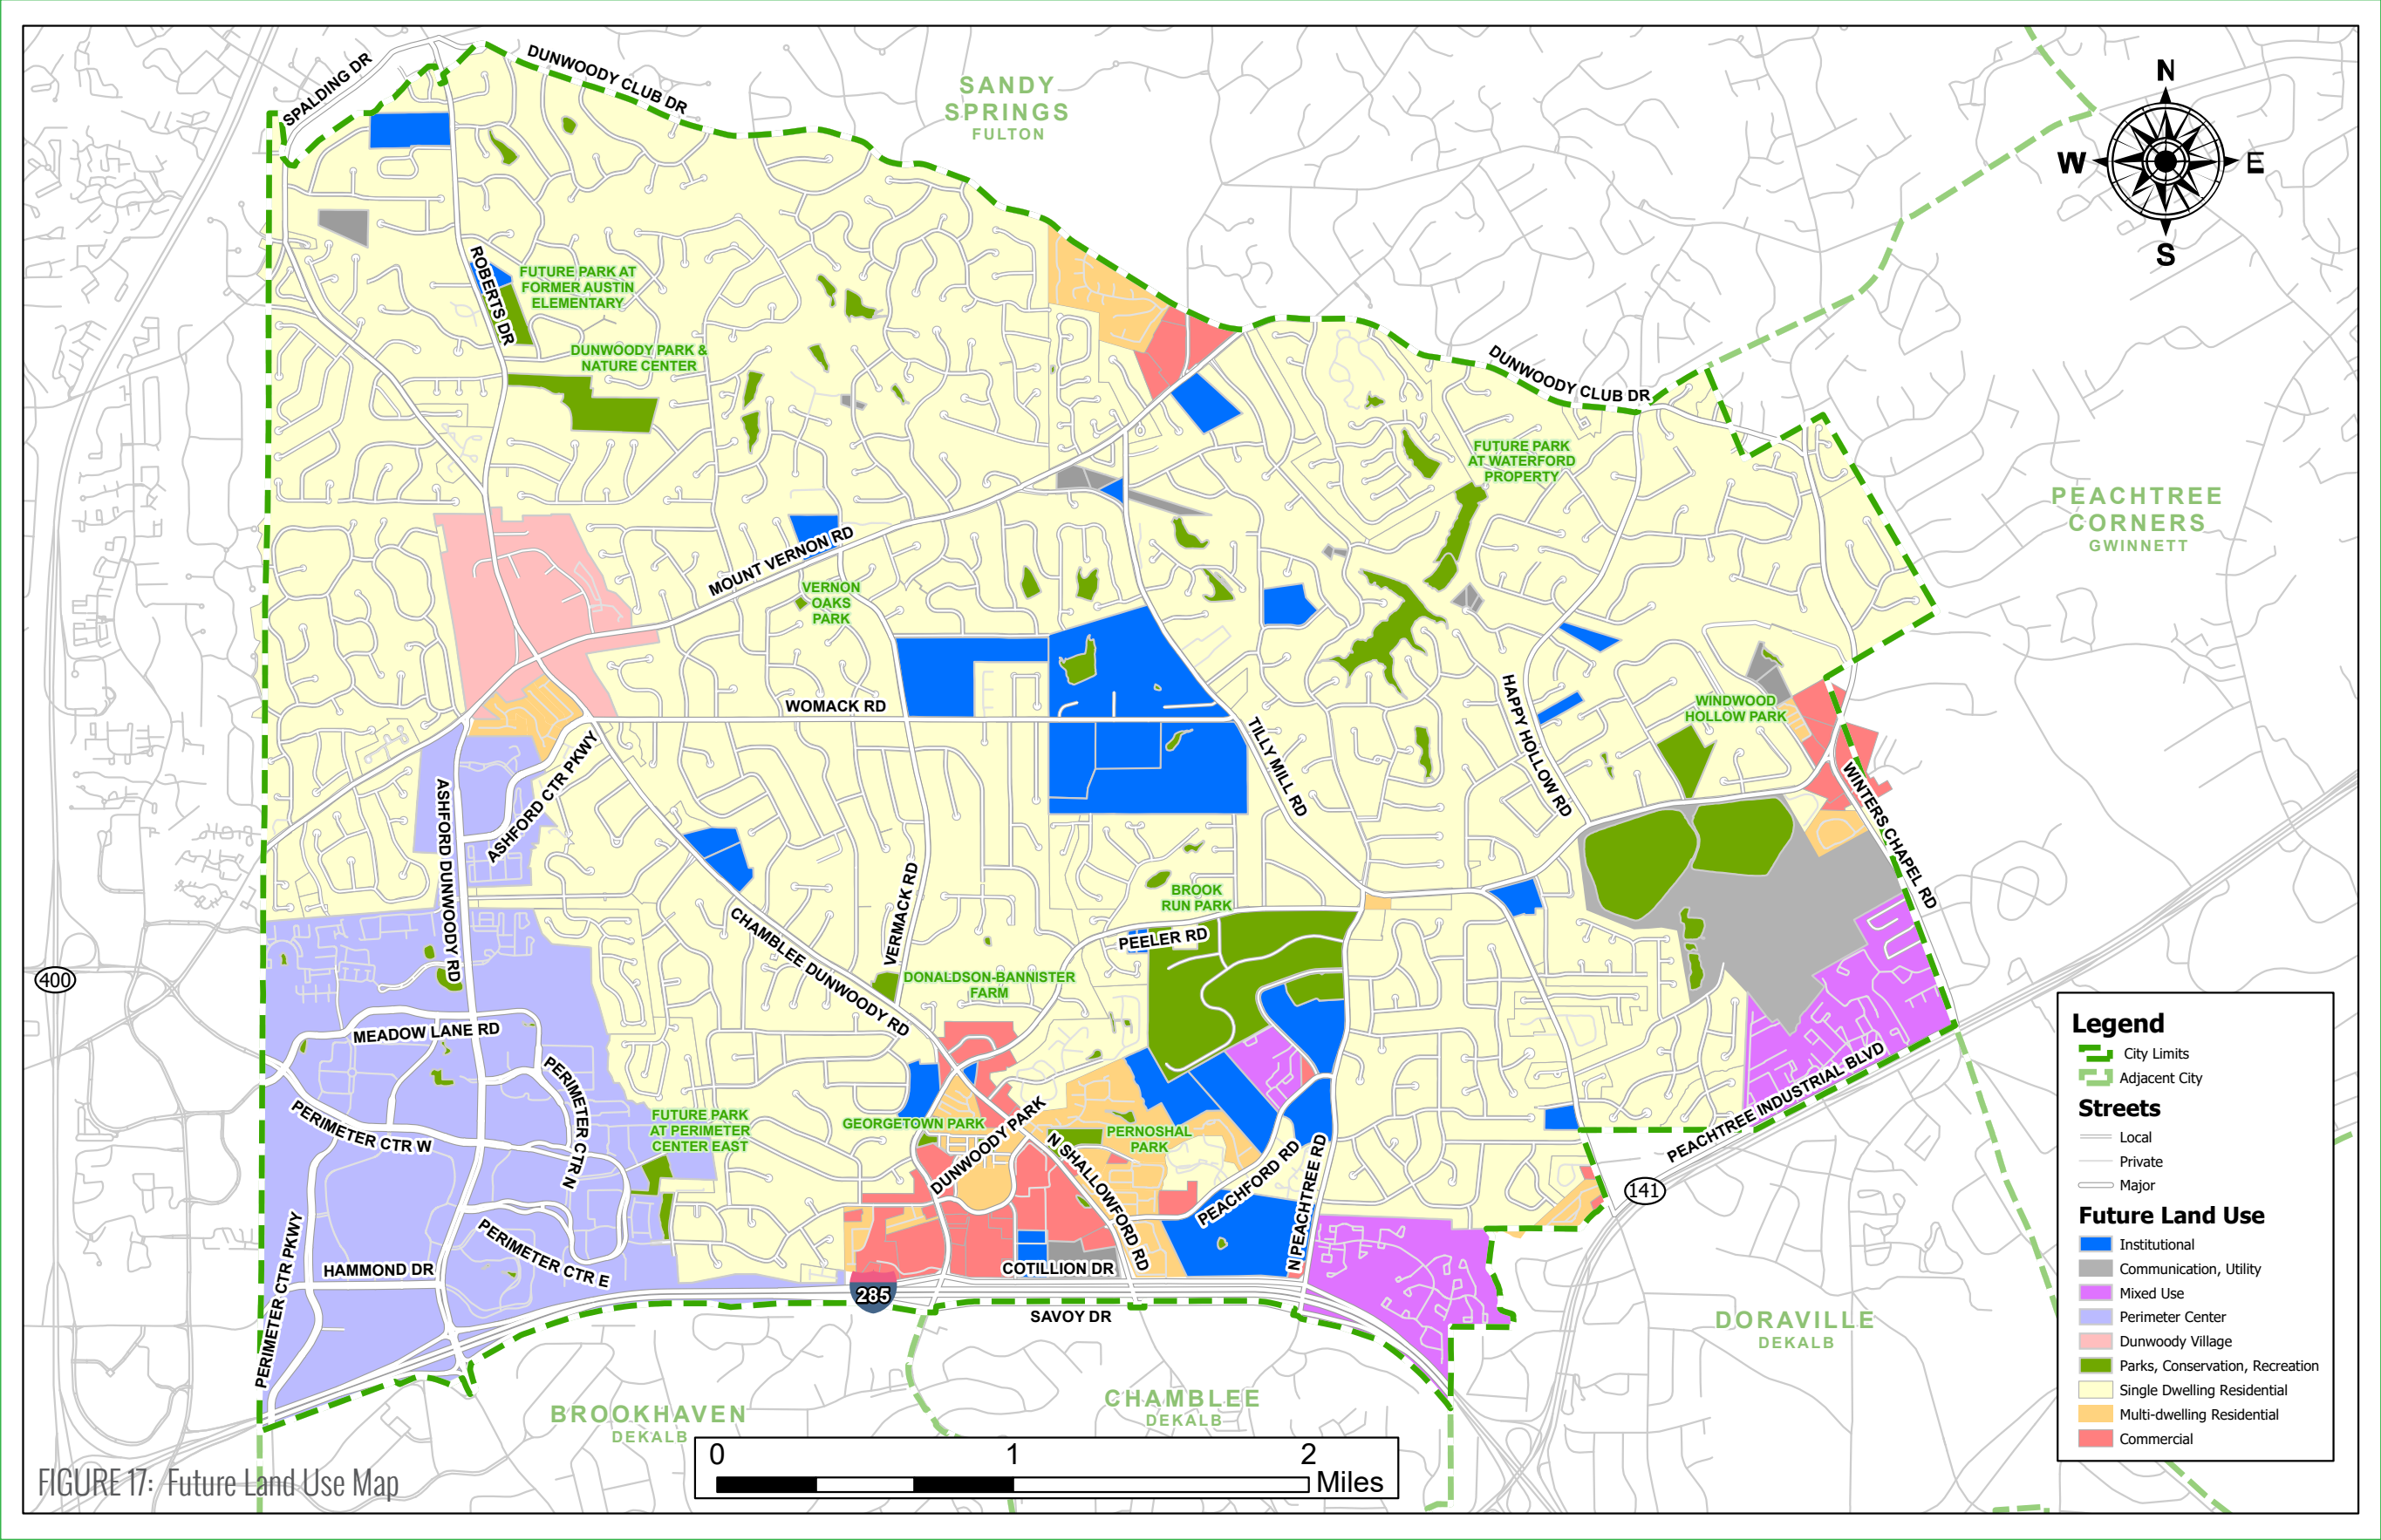 SPALDING DR
DUNWOODY CLUB DR
SANDY
SPRINGS
FULTON
N
W
E
S
ROBERTS DR
FUTURE PARK AT
FORMER AUSTIN
ELEMENTARY
DUNWOODY PARK &
NATURE CENTER
DUNWOODY CLUB DR
FUTURE PARK
AT WATERFORD
PROPERTY
PEACHTREE
CORNERS
GWINNETT
MOUNT VERNON RD
VERNON
OAKS
PARK
WOMACK RD
TILLY MILL RD
HAPPY HOLLOW RD
WINDWOOD
HOLLOW PARK
WINTERS CHAPEL RD
ASHFORD DUNWOODY RD
ASHFORD CTR PKWY
VERMACK RD
CHAMBLEE DUNWOODY RD
BROOK
RUN PARK
PEELER RD
DONALDSON-BANNISTER
FARM
400
MEADOW LANE RD
PERIMETER CTR N
PERIMETER CTR W
FUTURE PARK
AT PERIMETER
CENTER EAST
GEORGETOWN PARK
DUNWOODY PARK
N SHALLOWFORD RD
PERNOSHAL
PARK
PEACHFORD RD
N PEACHTREE RD
PEACHTREE INDUSTRIAL BLVD
141
PERIMETER CTR PKWY
HAMMOND DR
PERIMETER CTR E
COTILLION DR
285
SAVOY DR
BROOKHAVEN
DEKALB
CHAMBLEE
DEKALB
DORAVILLE
DEKALB
Legend
City Limits
Adjacent City
Streets
Local
Private
Major
Future Land Use
Institutional
Communication, Utility
Mixed Use
Perimeter Center
Dunwoody Village
Parks, Conservation, Recreation
Single Dwelling Residential
Multi-dwelling Residential
Commercial
0 1 2
Miles
FIGURE 17: Future Land Use Map